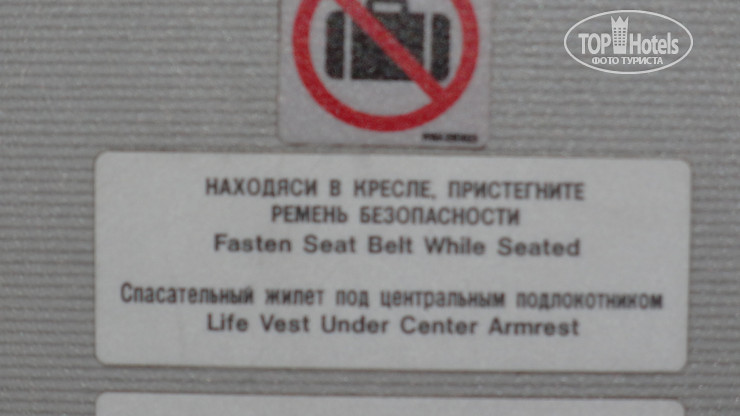 TOP Hotels
ФОТО ТУРИСТА
НАХОДЯСИ В КРЕСЛЕ, ПРИСТЕГНИТЕ
РЕМЕНЬ БЕЗОПАСНОСТИ
Fasten Seat Belt While Seated
Спасательный жилет под центральным подлокотником
Life Vest Under Center Armrest